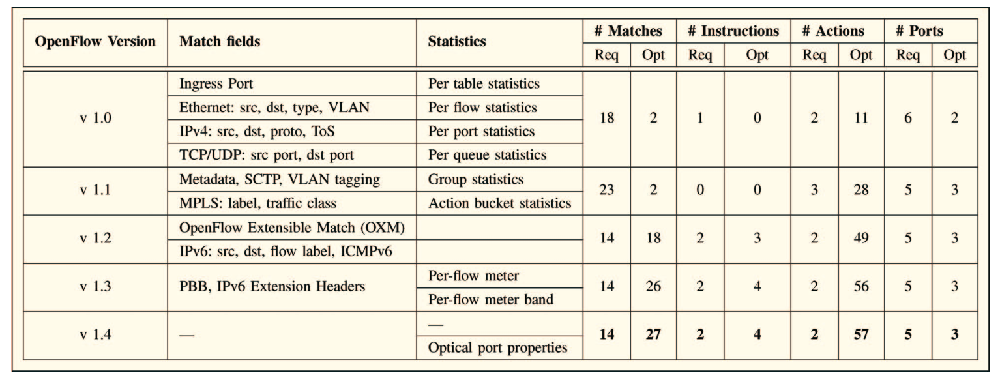 OpenFlow Version Match fields Statistics # Matches # Instructions # Actions # Ports
Req Opt Req Opt Req Opt Req Opt
v 1.0 Ingress Port Per table statistics 18 2 1 0 2 11 6 2
Ethernet: src, dst, type, VLAN Per flow statistics
IPv4: src, dst, proto, ToS Per port statistics
TCP/UDP: src port, dst port Per queue statistics
v 1.1 Metadata, SCTP, VLAN tagging Group statistics 23 2 0 0 3 28 5 3
MPLS: label, traffic class Action bucket statistics
v 1.2 OpenFlow Extensible Match (OXM) 14 18 2 3 2 49 5 3
IPv6: src, dst, flow label, ICMPv6
v 1.3 PBB, IPv6 Extension Headers Per-flow meter 14 26 2 4 2 56 5 3
Per-flow meter band
v 1.4 — — 14 27 2 4 2 57 5 3
Optical port properties